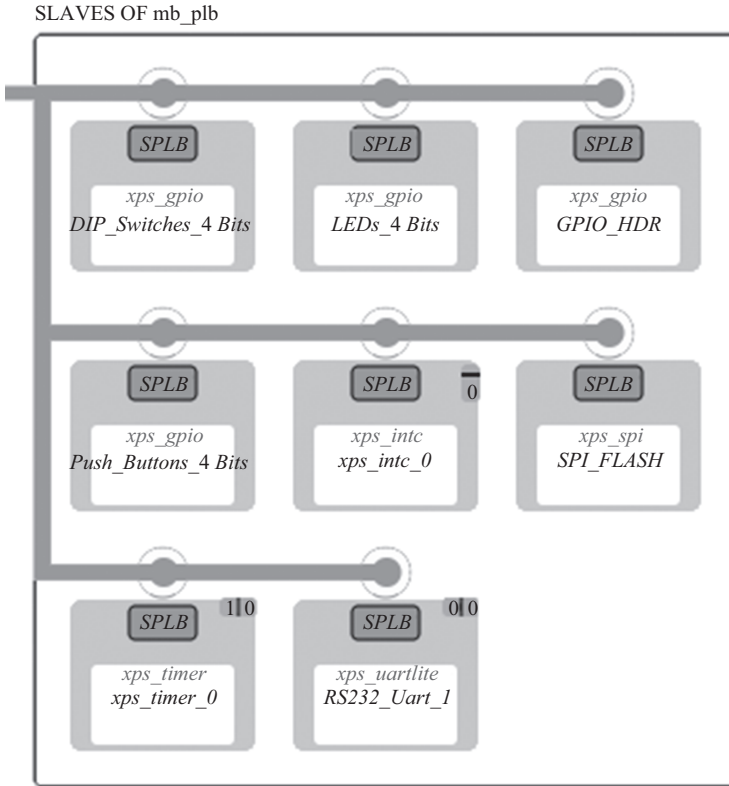 SLAVES OF mb_plb
SPLB
xps_gpio
DIP_Switches_4 Bits
SPLB
xps_gpio
LEDs_4 Bits
SPLB
xps_gpio
GPIO_HDR
SPLB
xps_gpio
Push_Buttons_4 Bits
SPLB
0
xps_intc
xps_intc_0
SPLB
xps_spi
SPI_FLASH
SPLB
1 0
xps_timer
xps_timer_0
SPLB
0 0
xps_uartlite
RS232_Uart_1